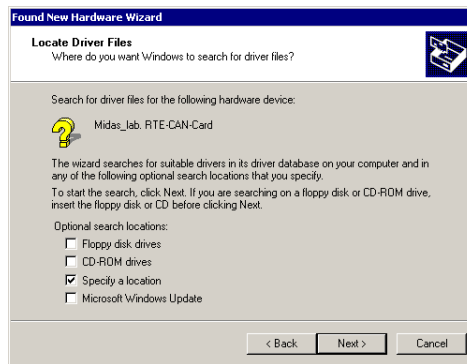 Found New Hardware Wizard
Locate Driver Files
Where do you want Windows to search for driver files?
Search for driver files for the following hardware device:
Midas_lab. RTE-CAN-Card
The wizard searches for suitable drivers in its driver database on your computer and in
any of the following optional search locations that you specify.
To start the search, click Next. If you are searching on a floppy disk or CD-ROM drive,
insert the floppy disk or CD before clicking Next.
Optional search locations:
Floppy disk drives
CD-ROM drives
Specify a location
Microsoft Windows Update
< Back
Next >
Cancel